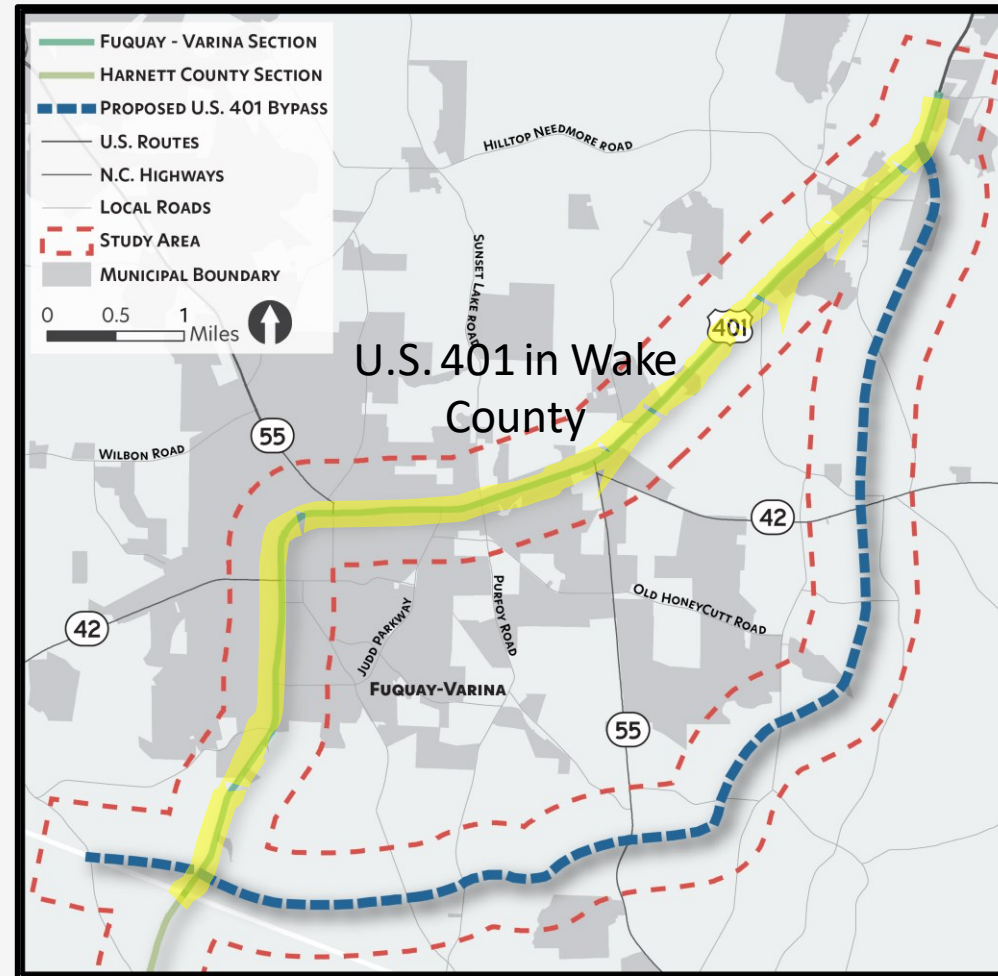 FUQUAY - VARINA SECTION
HARNETT COUNTY SECTION
PROPOSED U.S. 401 BYPASS
U.S. ROUTES
N.C. HIGHWAYS
LOCAL ROADS
STUDY AREA
MUNICIPAL BOUNDARY
0 0.5 1
Miles
HILLTOP NEEDMORE ROAD
SUNSET LAKE ROAD
401
U.S. 401 in Wake
County
55
WILBON ROAD
42
OLD HONEYCUTT ROAD
PURFOY ROAD
JUDD PARKWAY
42
FUQUAY-VARINA
55